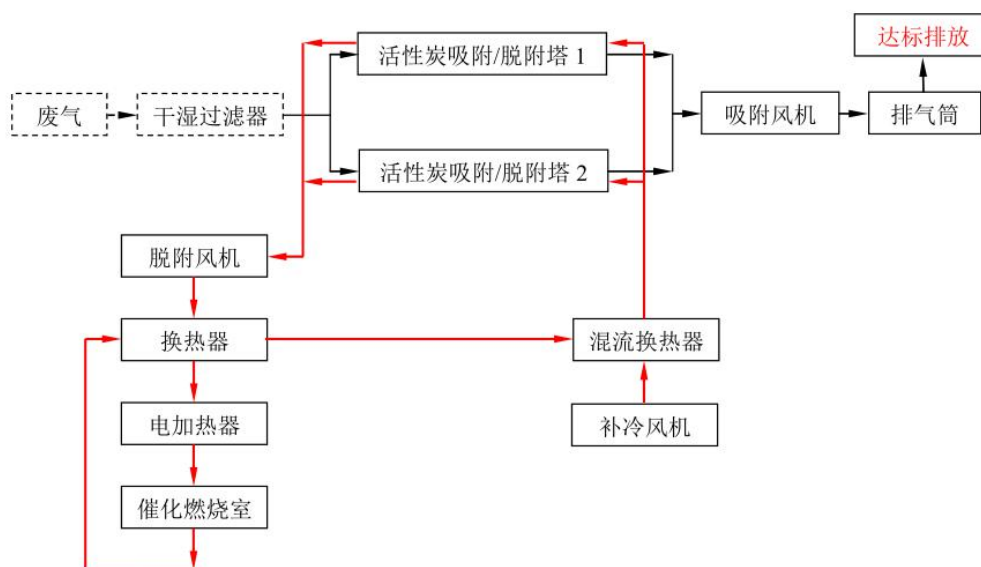 达标排放
活性炭吸附/脱附塔 1
废气
干湿过滤器
吸附风机
排气筒
活性炭吸附/脱附塔 2
脱附风机
换热器
混流换热器
电加热器
补冷风机
催化燃烧室